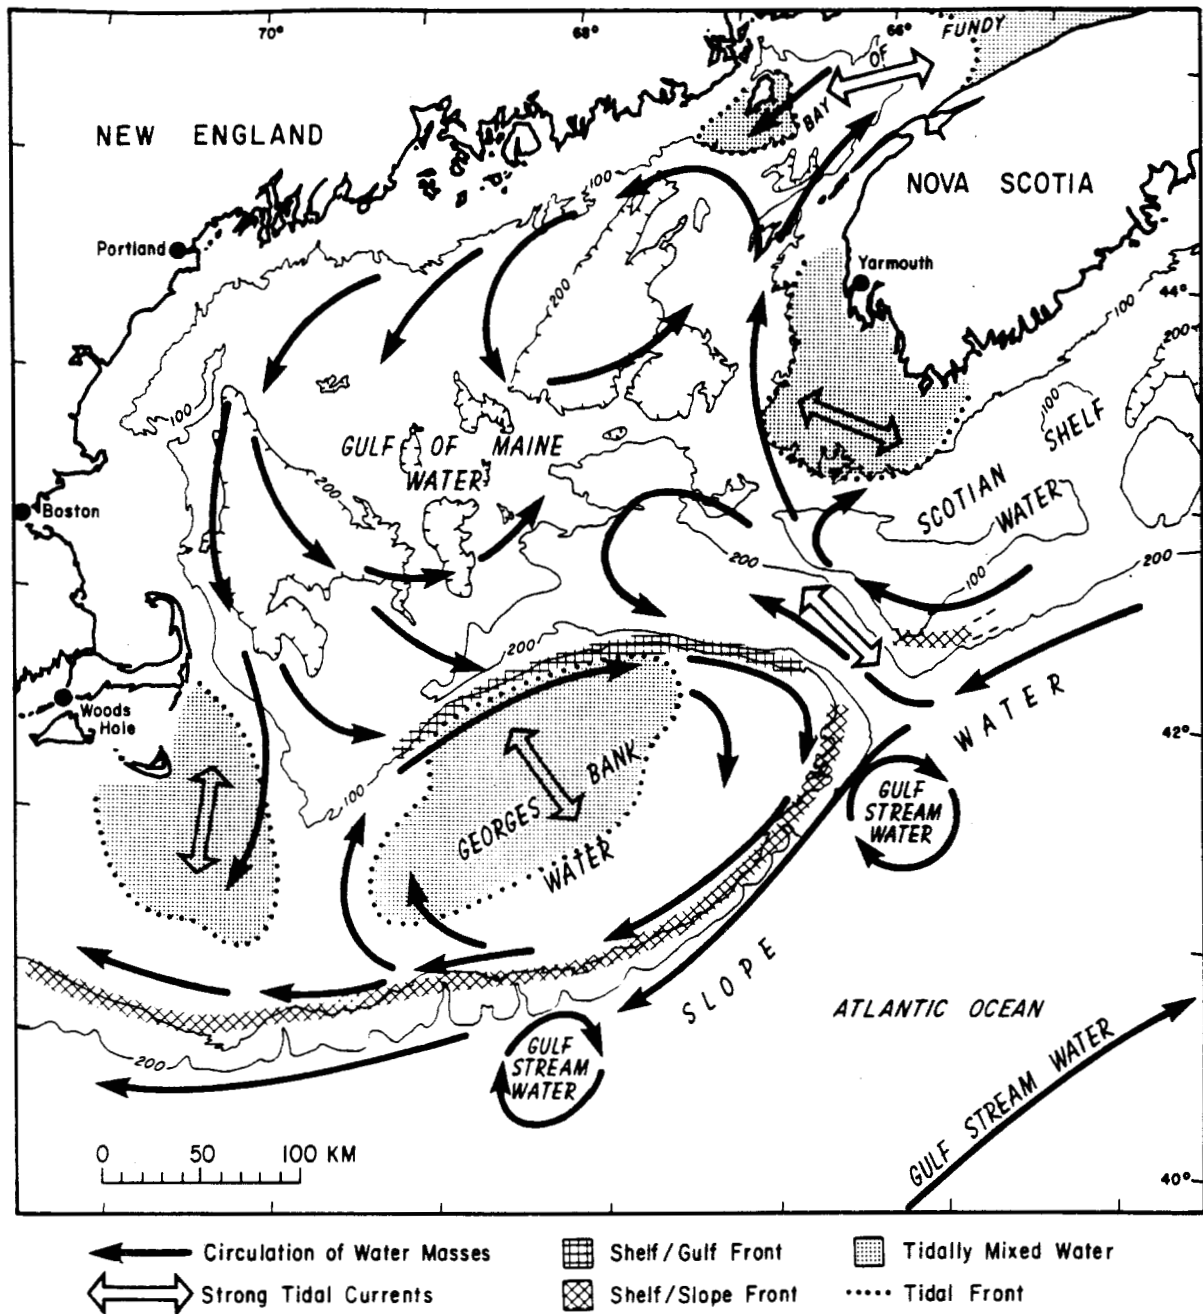 70°
68°
66°
FUNDY
OF
BAY
NEW ENGLAND
NOVA SCOTIA
100
Portland
Yarmouth
200
44°
100
200
100
100
GULF OF MAINE
WATER
SCOTIAN SHELF
WATER
200
Boston
200
100
200
200
Woods
Hole
WATER
42°
100
GEORGES BANK
WATER
GULF
STREAM
WATER
SLOPE
ATLANTIC OCEAN
200
GULF
STREAM
WATER
GULF STREAM WATER
0 50 100 KM
40°
Circulation of Water Masses
Shelf/Gulf Front
Tidally Mixed Water
Strong Tidal Currents
Shelf/Slope Front
Tidal Front